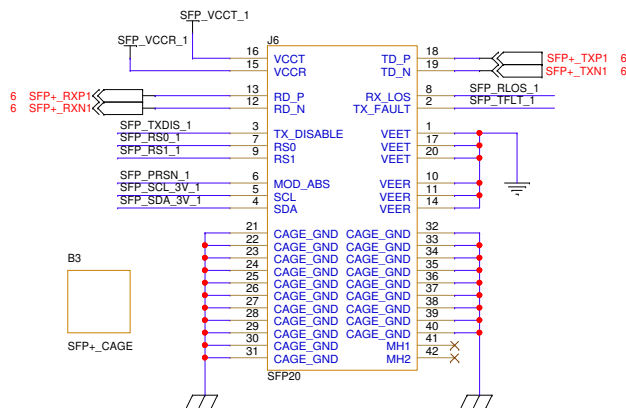 SFP_VCCT_1
SFP_VCCR_1
J6
16 VCCT TD_P 18 SFP+_TXP1 6
15 VCCR TD_N 19 SFP+_TXN1 6
6 SFP+_RXP1 13 RD_P RX_LOS 8 SFP_RLOS_1
6 SFP+_RXN1 12 RD_N TX_FAULT 2 SFP_TFLT_1
SFP_TXDIS_1 3 TX_DISABLE VEET 1
SFP_RS0_1 7 RS0 VEET 17
SFP_RS1_1 9 RS1 VEET 20
SFP_PRSN_1 6 MOD_ABS VEER 10
SFP_SCL_3V_1 5 SCL VEER 11
SFP_SDA_3V_1 4 SDA VEER 14
21 CAGE_GND CAGE_GND 32
22 CAGE_GND CAGE_GND 33
23 CAGE_GND CAGE_GND 34
24 CAGE_GND CAGE_GND 35
25 CAGE_GND CAGE_GND 36
26 CAGE_GND CAGE_GND 37
27 CAGE_GND CAGE_GND 38
28 CAGE_GND CAGE_GND 39
29 CAGE_GND CAGE_GND 40
30 CAGE_GND MH1 41
31 CAGE_GND MH2 42
SFP20
B3
SFP+_CAGE